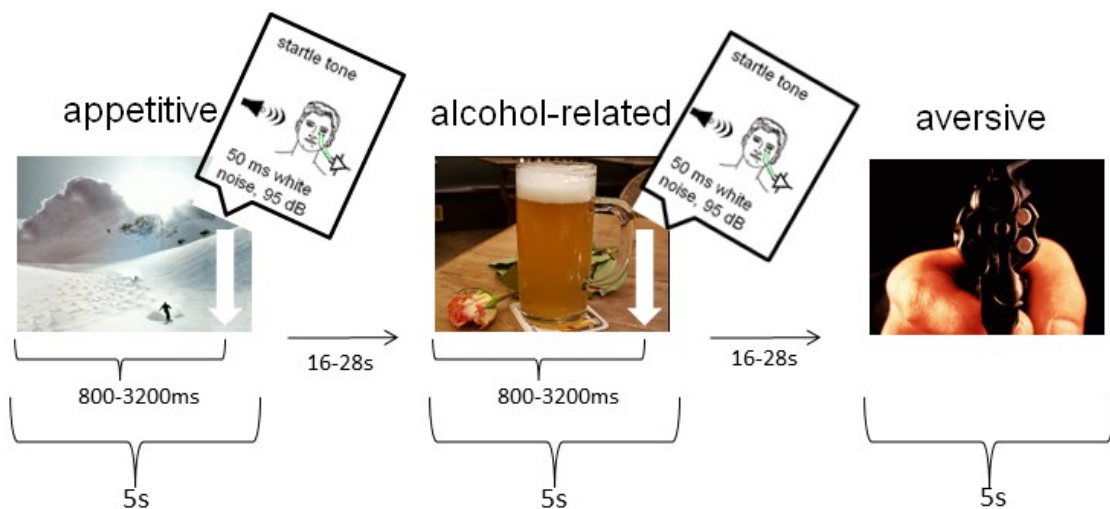 startle tone
50 ms white
noise, 95 dB
startle tone
50 ms white
noise, 95 dB
appetitive
alcohol-related
aversive
16-28s
16-28s
800-3200ms
800-3200ms
5s
5s
5s